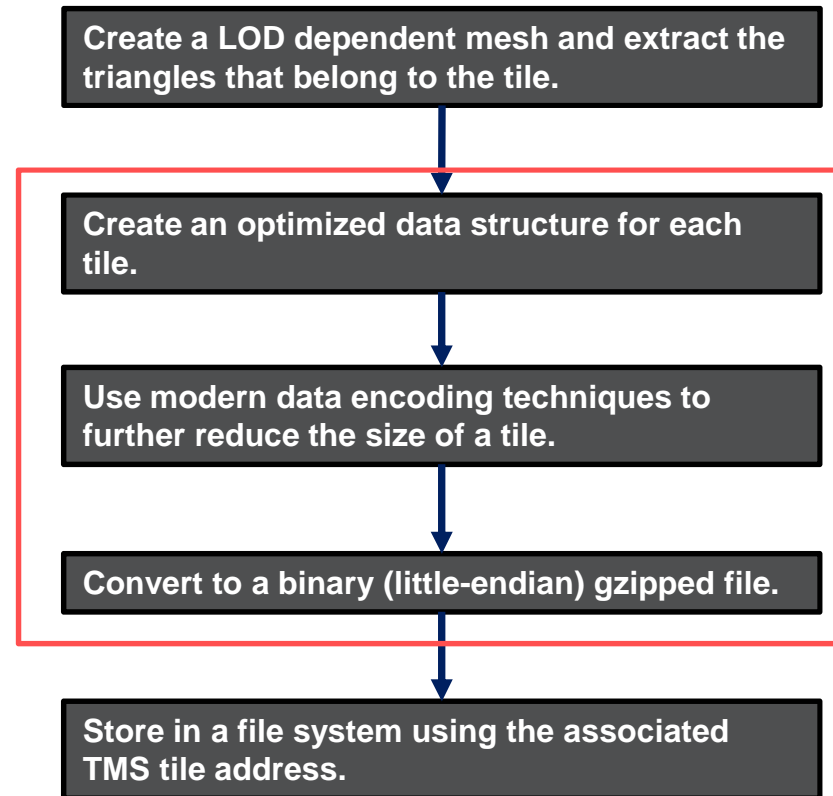 Create a LOD dependent mesh and extract the
triangles that belong to the tile.
Create an optimized data structure for each
tile.
Use modern data encoding techniques to
further reduce the size of a tile.
Convert to a binary (little-endian) gzipped file.
Store in a file system using the associated
TMS tile address.